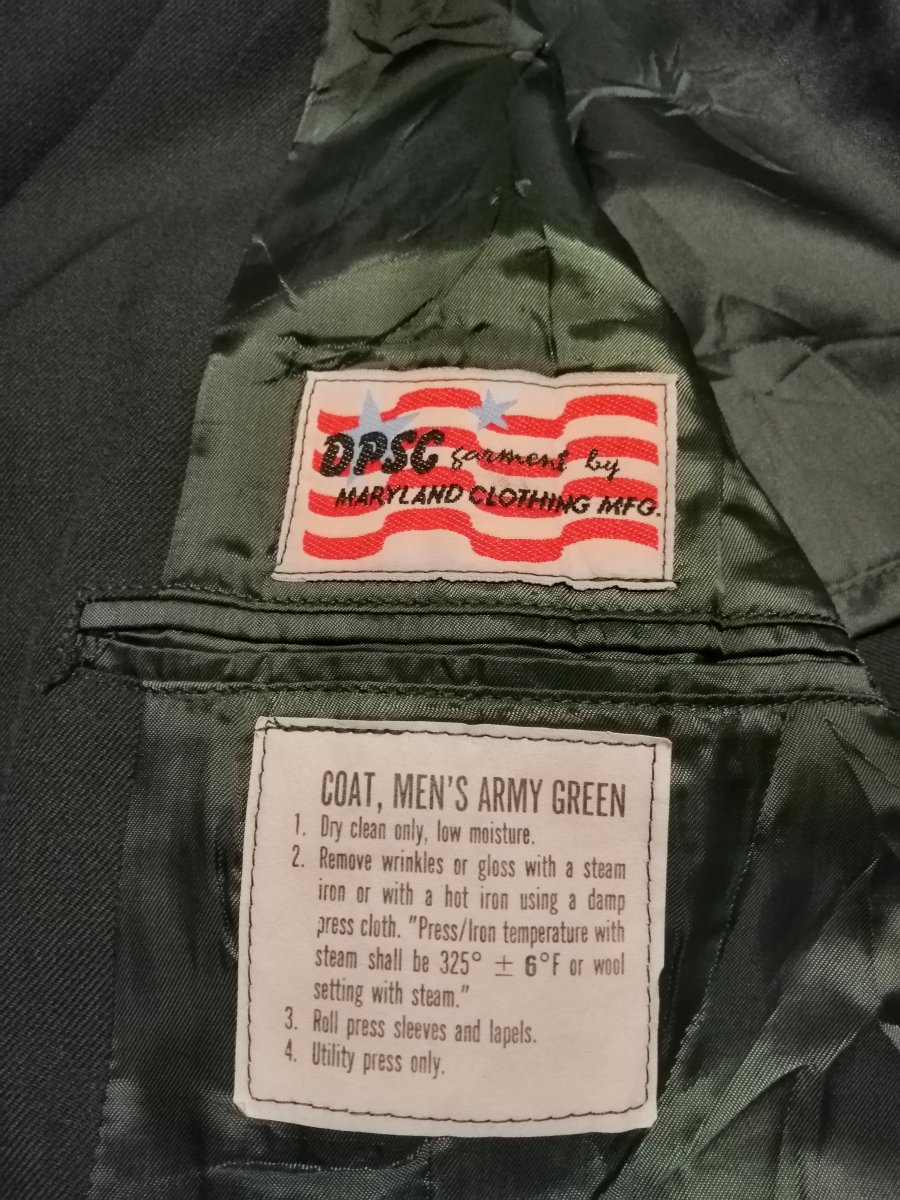 DPSC garment by
MARYLAND CLOTHING MFG.
COAT, MEN'S ARMY GREEN
1. Dry clean only, low moisture.
2. Remove wrinkles or gloss with a steam
iron or with a hot iron using a damp
press cloth. "Press/Iron temperature with
steam shall be 325° ± 6°F or wool
setting with steam."
3. Roll press sleeves and lapels.
4. Utility press only.